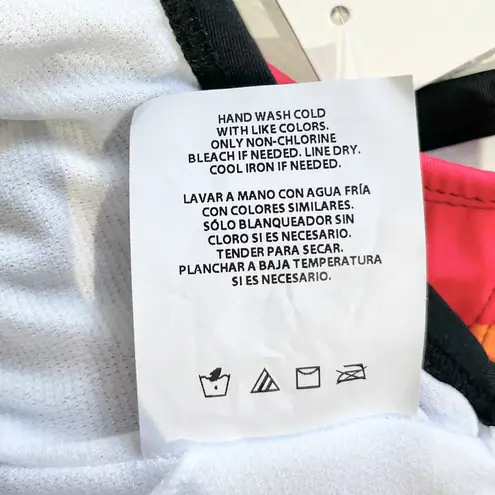 HAND WASH COLD
WITH LIKE COLORS.
ONLY NON-CHLORINE
BLEACH IF NEEDED. LINE DRY.
COOL IRON IF NEEDED.
LAVAR A MANO CON AGUA FRÍA
CON COLORES SIMILARES.
SÓLO BLANQUEADOR SIN
CLORO SI ES NECESARIO.
TENDER PARA SECAR.
PLANCHAR A BAJA TEMPERATURA
SI ES NECESARIO.